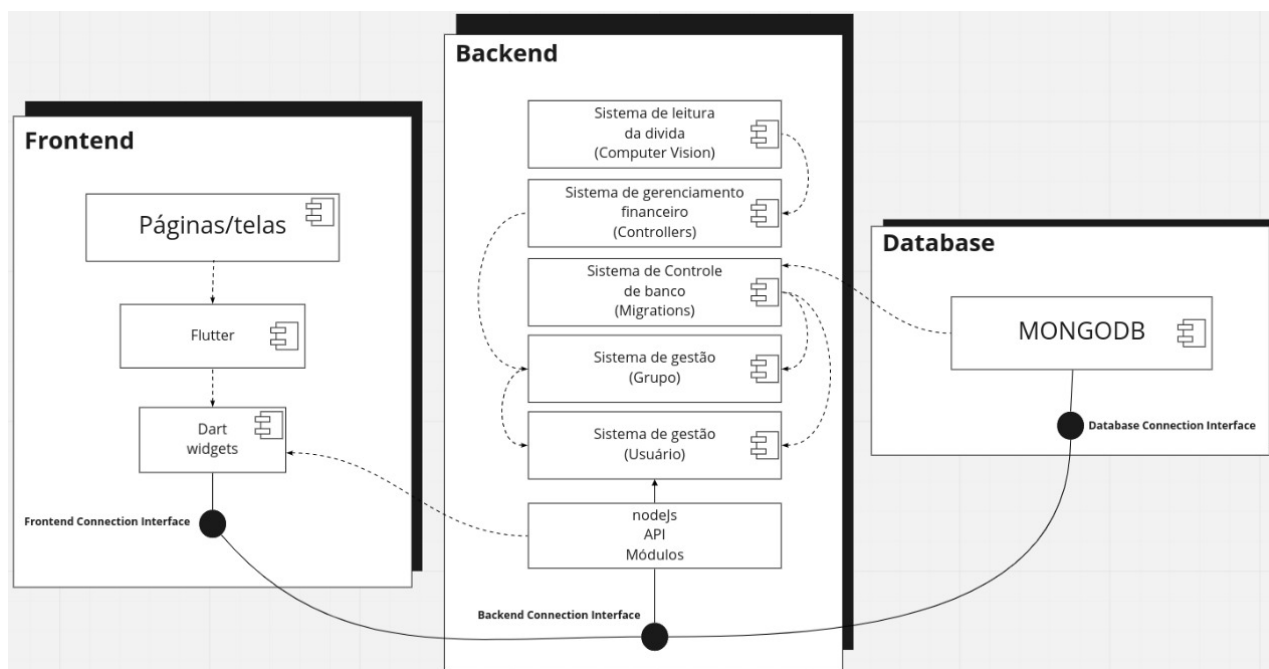 Frontend
Páginas/telas
Flutter
Dart
widgets
Frontend Connection Interface
Backend
Sistema de leitura
da divida
(Computer Vision)
Sistema de gerenciamento
financeiro
(Controllers)
Sistema de Controle
de banco
(Migrations)
Sistema de gestão
(Grupo)
Sistema de gestão
(Usuário)
nodeJs
API
Módulos
Backend Connection Interface
Database
MONGODB
Database Connection Interface